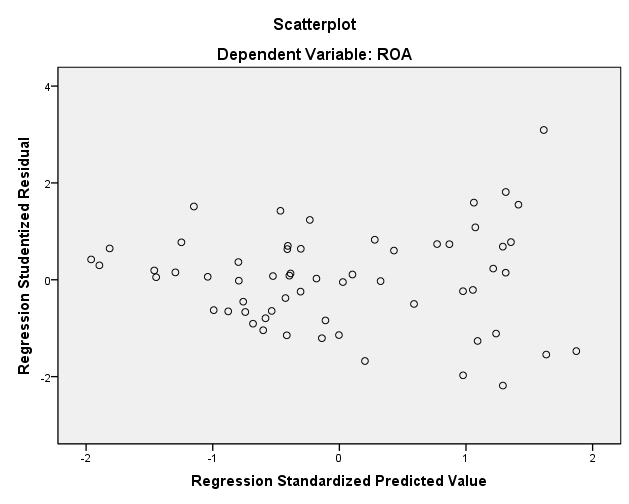 Scatterplot
Dependent Variable: ROA
Regression Studentized Residual
4
2
0
-2
-2 -1 0 1 2
Regression Standardized Predicted Value